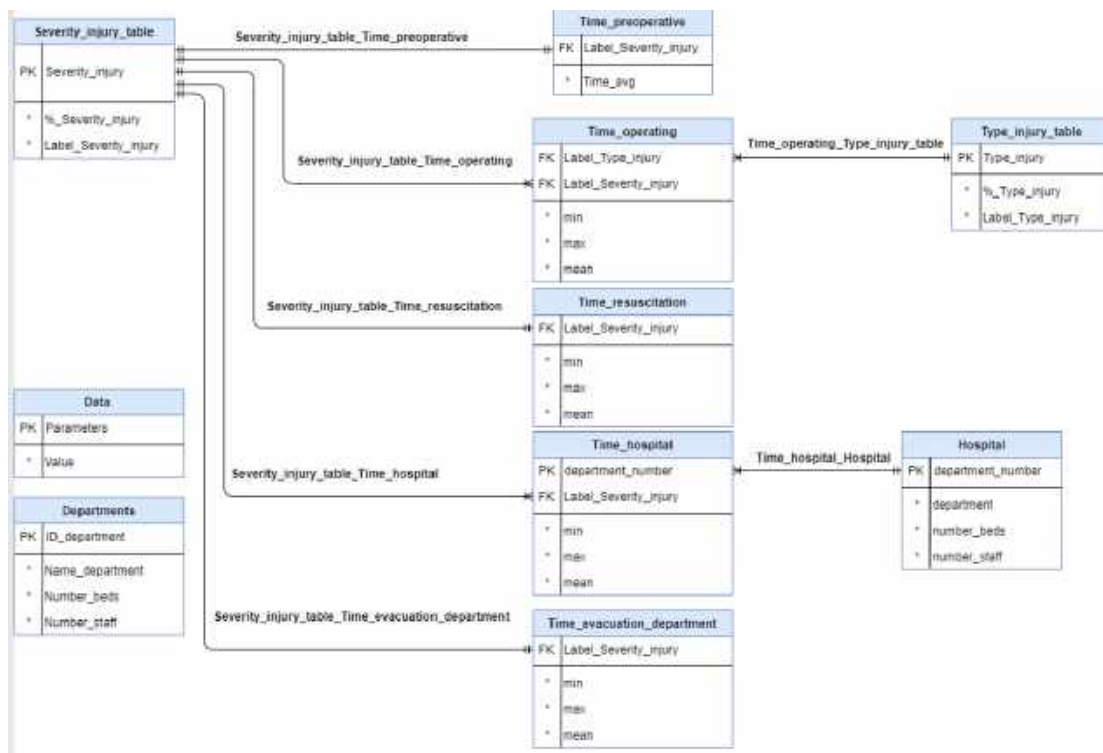 Severity_injury_table
PK Severity_injury
* %_Severity_injury
* Label_Severity_injury
Severity_injury_table_Time_preoperative
Time_preoperative
FK Label_Severity_injury
* Time_avg
Severity_injury_table_Time_operating
Time_operating
FK Label_Type_injury
FK Label_Severity_injury
* min
* max
* mean
Time_operating_Type_injury_table
Type_injury_table
PK Type_injury
* %_Type_injury
* Label_Type_injury
Severity_injury_table_Time_resuscitation
Time_resuscitation
FK Label_Severity_injury
* min
* max
* mean
Data
PK Parameters
* Value
Severity_injury_table_Time_hospital
Time_hospital
PK department_number
FK Label_Severity_injury
* min
* max
* mean
Time_hospital_Hospital
Hospital
PK department_number
* department
* number_beds
* number_staff
Departments
PK ID_department
* Name_department
* Number_beds
* Number_staff
Severity_injury_table_Time_evacuation_department
Time_evacuation_department
FK Label_Severity_injury
* min
* max
* mean